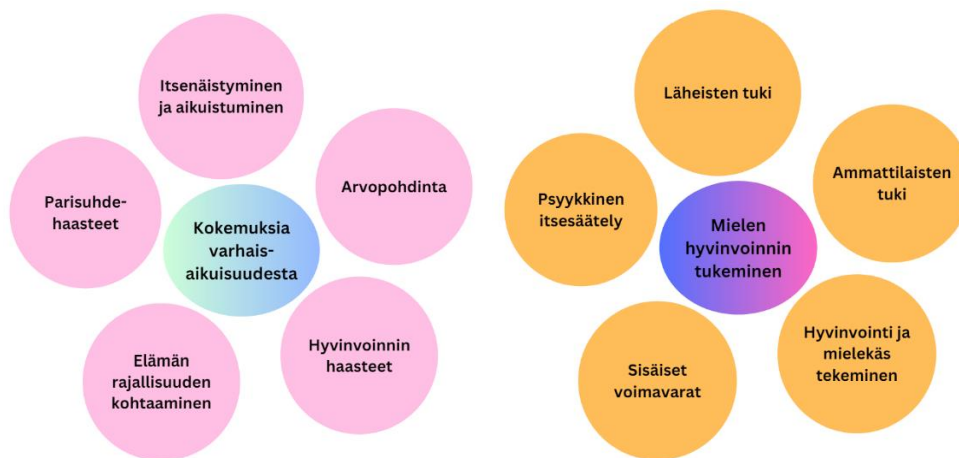 Itsenäistyminen
ja aikuistuminen
Arvopohdinta
Parisuhde-
haasteet
Kokemuksia
varhais-
aikuisuudesta
Hyvinvoinnin
haasteet
Elämän
rajallisuuden
kohtaaminen
Läheisten tuki
Ammattilaisten
tuki
Psyykkinen
itsesäätely
Mielen
hyvinvoinnin
tukeminen
Hyvinvointi ja
mielekäs
tekeminen
Sisäiset
voimavarat